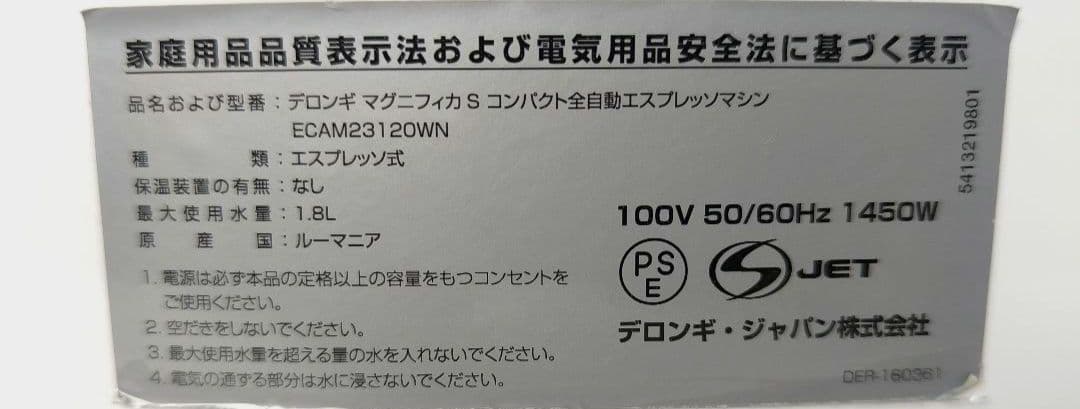 家庭用品品質表示法および電気用品安全法に基づく表示
品名および型番：デロンギ マグニフィカ S コンパクト全自動エスプレッソマシン
ECAM23120WN
種類：エスプレッソ式
保温装置の有無：なし
最大使用水量：1.8L
原産国：ルーマニア
1. 電源は必ず本品の定格以上の容量をもつコンセントを
ご使用ください。
2. 空だきをしないでください。
3. 最大使用水量を超える量の水を入れないでください。
4. 電気の通ずる部分は水に浸さないでください。
5413219801
100V 50/60Hz 1450W
PS
E
S JET
デロンギ・ジャパン株式会社
DER-160361